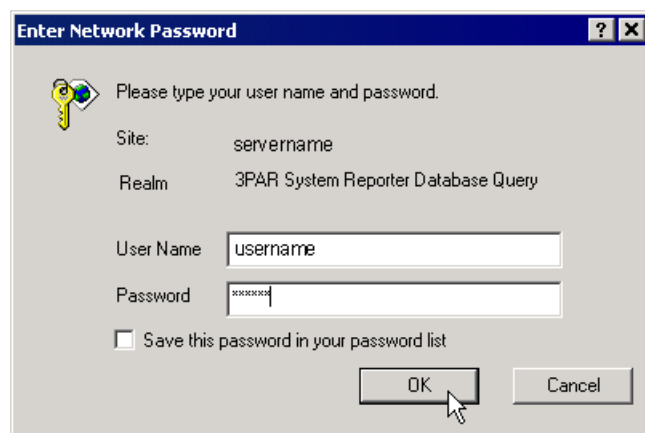 Enter Network Password
Please type your user name and password.
Site: servername
Realm 3PAR System Reporter Database Query
User Name username
Password ******
Save this password in your password list
OK Cancel